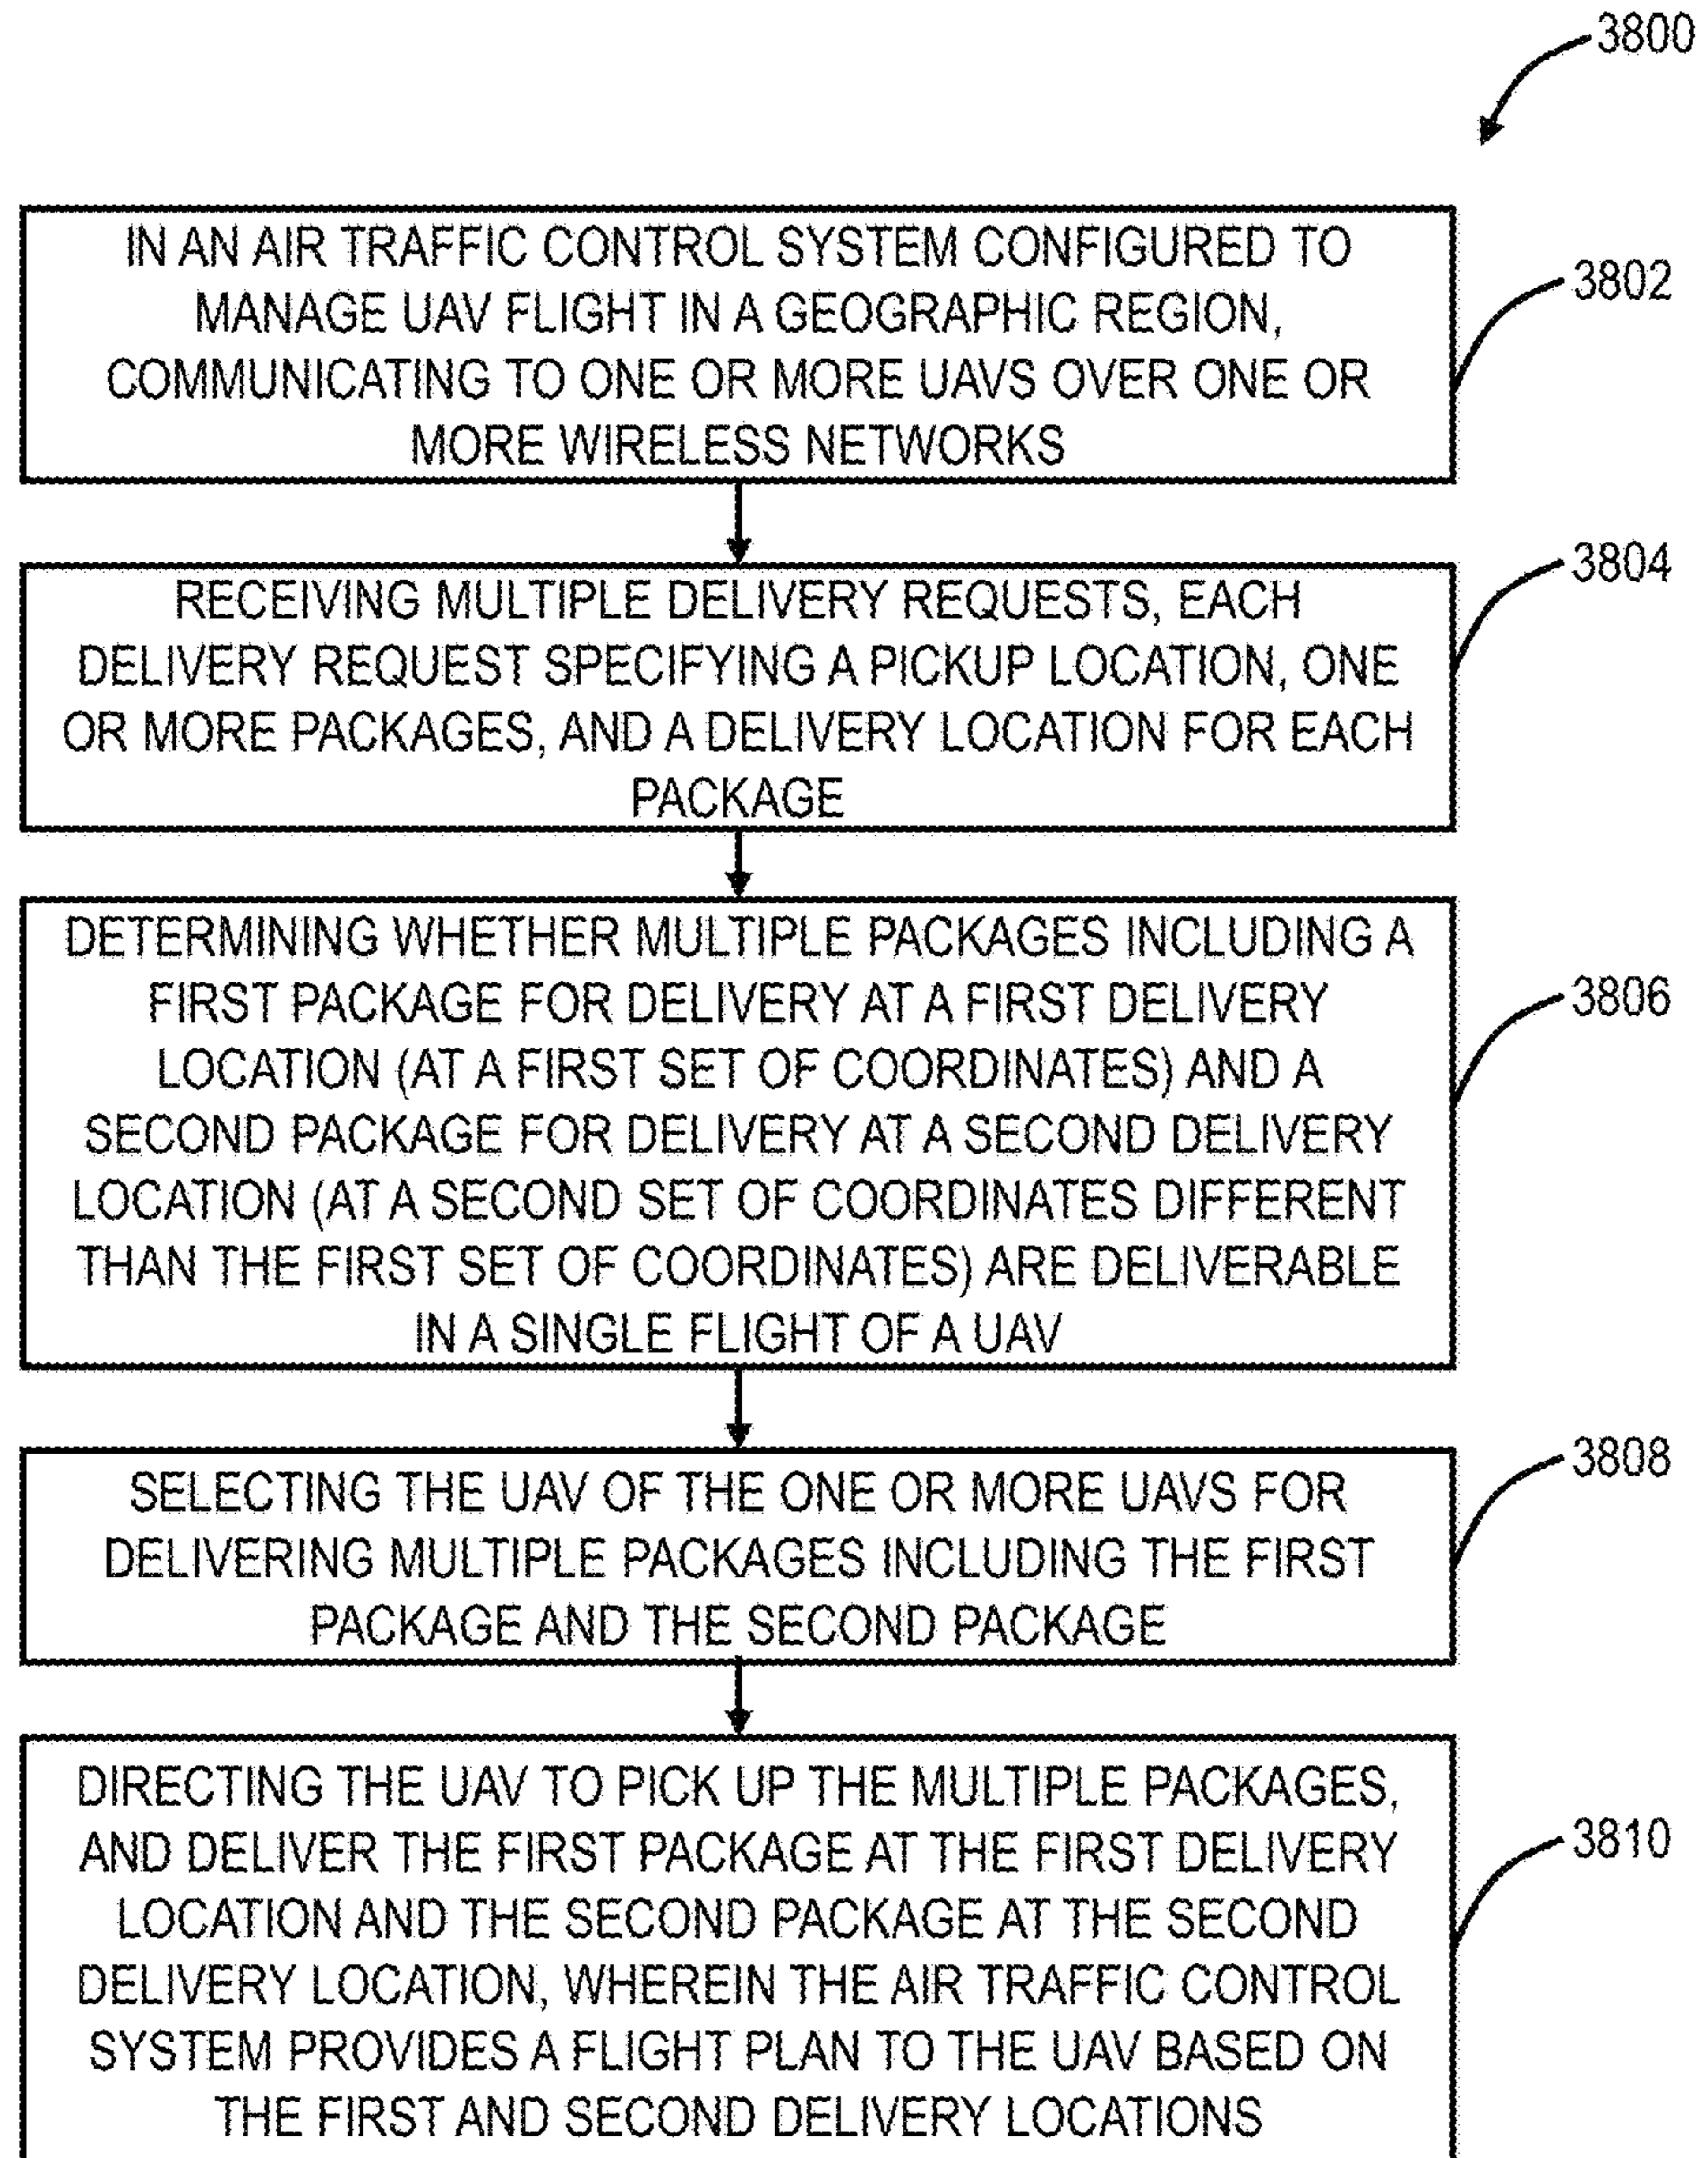 3800
IN AN AIR TRAFFIC CONTROL SYSTEM CONFIGURED TO
MANAGE UAV FLIGHT IN A GEOGRAPHIC REGION,
COMMUNICATING TO ONE OR MORE UAVS OVER ONE OR
MORE WIRELESS NETWORKS
3802
RECEIVING MULTIPLE DELIVERY REQUESTS, EACH
DELIVERY REQUEST SPECIFYING A PICKUP LOCATION, ONE
OR MORE PACKAGES, AND A DELIVERY LOCATION FOR EACH
PACKAGE
3804
DETERMINING WHETHER MULTIPLE PACKAGES INCLUDING A
FIRST PACKAGE FOR DELIVERY AT A FIRST DELIVERY
LOCATION (AT A FIRST SET OF COORDINATES) AND A
SECOND PACKAGE FOR DELIVERY AT A SECOND DELIVERY
LOCATION (AT A SECOND SET OF COORDINATES DIFFERENT
THAN THE FIRST SET OF COORDINATES) ARE DELIVERABLE
IN A SINGLE FLIGHT OF A UAV
3806
SELECTING THE UAV OF THE ONE OR MORE UAVS FOR
DELIVERING MULTIPLE PACKAGES INCLUDING THE FIRST
PACKAGE AND THE SECOND PACKAGE
3808
DIRECTING THE UAV TO PICK UP THE MULTIPLE PACKAGES,
AND DELIVER THE FIRST PACKAGE AT THE FIRST DELIVERY
LOCATION AND THE SECOND PACKAGE AT THE SECOND
DELIVERY LOCATION, WHEREIN THE AIR TRAFFIC CONTROL
SYSTEM PROVIDES A FLIGHT PLAN TO THE UAV BASED ON
THE FIRST AND SECOND DELIVERY LOCATIONS
3810